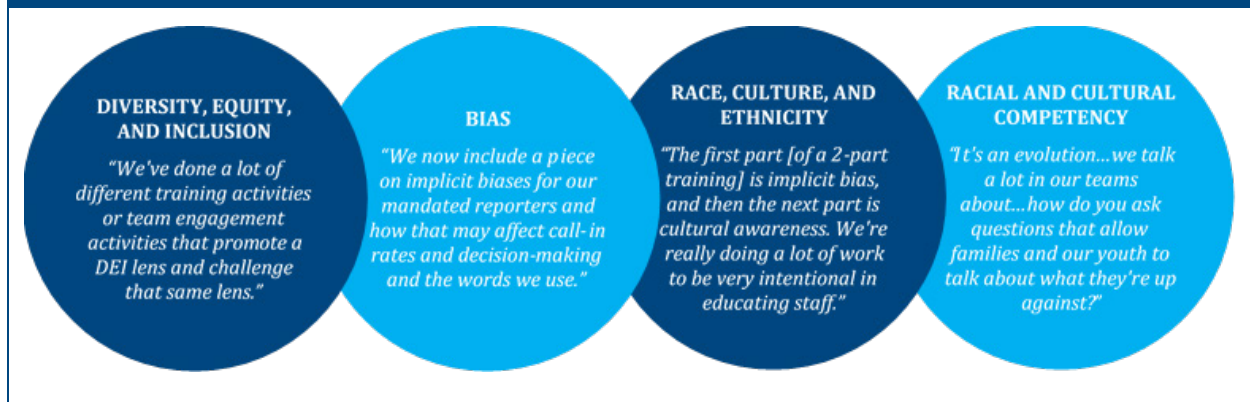 DIVERSITY, EQUITY,
AND INCLUSION
“We've done a lot of
different training activities
or team engagement
activities that promote a
DEI lens and challenge
that same lens.”
BIAS
“We now include a piece
on implicit biases for our
mandated reporters and
how that may affect call-in
rates and decision-making
and the words we use.”
RACE, CULTURE, AND
ETHNICITY
“The first part [of a 2-part
training] is implicit bias,
and then the next part is
cultural awareness. We're
really doing a lot of work
to be very intentional in
educating staff.”
RACIAL AND CULTURAL
COMPETENCY
“It's an evolution...we talk
a lot in our teams
about...how do you ask
questions that allow
families and our youth to
talk about what they're up
against?”